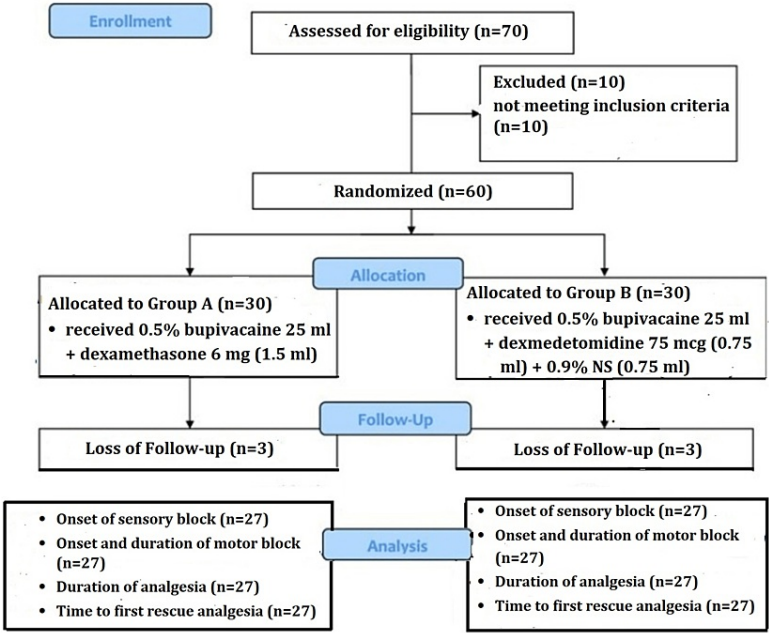 Enrollment
Assessed for eligibility (n=70)
Excluded (n=10)
not meeting inclusion criteria
(n=10)
Randomized (n=60)
Allocation
Allocated to Group A (n=30)
• received 0.5% bupivacaine 25 ml
+ dexamethasone 6 mg (1.5 ml)
Allocated to Group B (n=30)
• received 0.5% bupivacaine 25 ml
+ dexmedetomidine 75 mcg (0.75
ml) + 0.9% NS (0.75 ml)
Follow-Up
Loss of Follow-up (n=3)
Loss of Follow-up (n=3)
Analysis
• Onset of sensory block (n=27)
• Onset and duration of motor block
(n=27)
• Duration of analgesia (n=27)
• Time to first rescue analgesia (n=27)
• Onset of sensory block (n=27)
• Onset and duration of motor block
(n=27)
• Duration of analgesia (n=27)
• Time to first rescue analgesia (n=27)